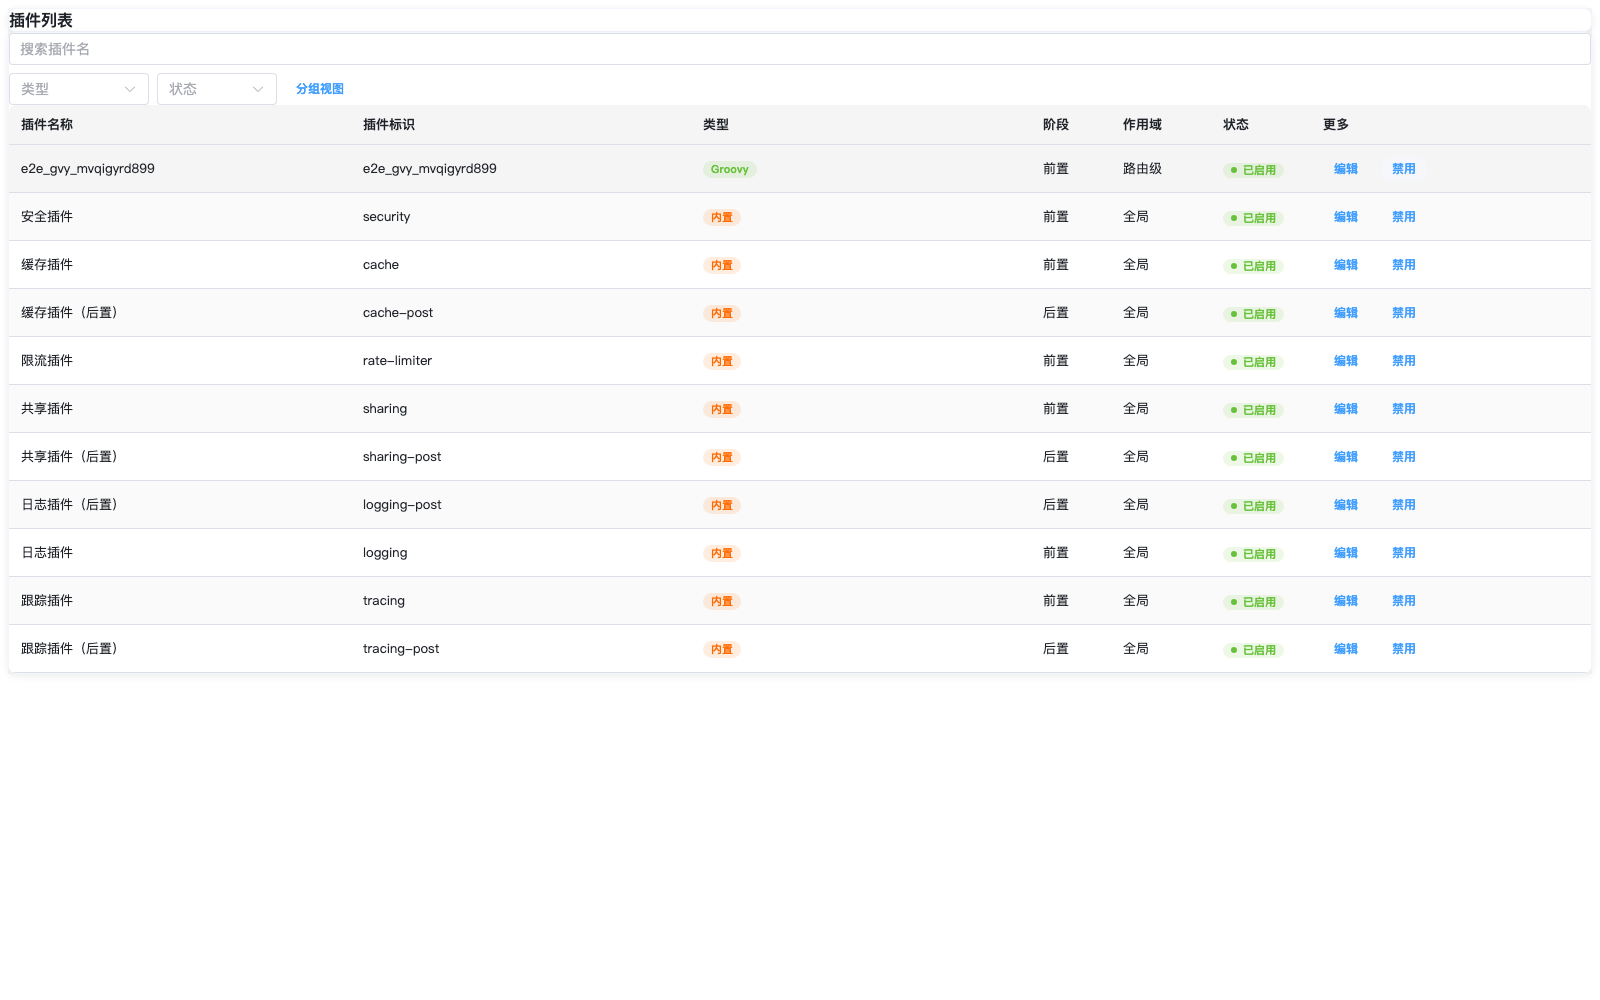 插件列表
搜索插件名
类型 状态 分组视图
插件名称 插件标识 类型 阶段 作用域 状态 更多
e2e_gvy_mvqigyrd899 e2e_gvy_mvqigyrd899 Groovy 前置 路由级 已启用 编辑 禁用
安全插件 security 内置 前置 全局 已启用 编辑 禁用
缓存插件 cache 内置 前置 全局 已启用 编辑 禁用
缓存插件（后置） cache-post 内置 后置 全局 已启用 编辑 禁用
限流插件 rate-limiter 内置 前置 全局 已启用 编辑 禁用
共享插件 sharing 内置 前置 全局 已启用 编辑 禁用
共享插件（后置） sharing-post 内置 后置 全局 已启用 编辑 禁用
日志插件（后置） logging-post 内置 后置 全局 已启用 编辑 禁用
日志插件 logging 内置 前置 全局 已启用 编辑 禁用
跟踪插件 tracing 内置 前置 全局 已启用 编辑 禁用
跟踪插件（后置） tracing-post 内置 后置 全局 已启用 编辑 禁用